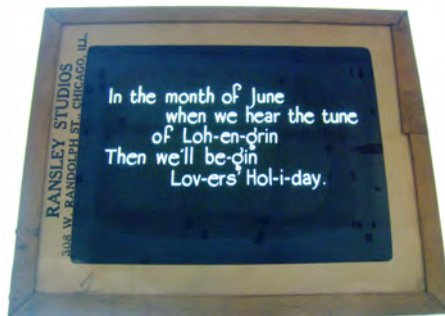 RANSLEY STUDIOS
308 W. RANDOLPH ST. CHICAGO, ILL.
In the month of June
when we hear the tune
of Loh-en-grin
Then we'll be-gin
Lov-ers' Hol-i-day.